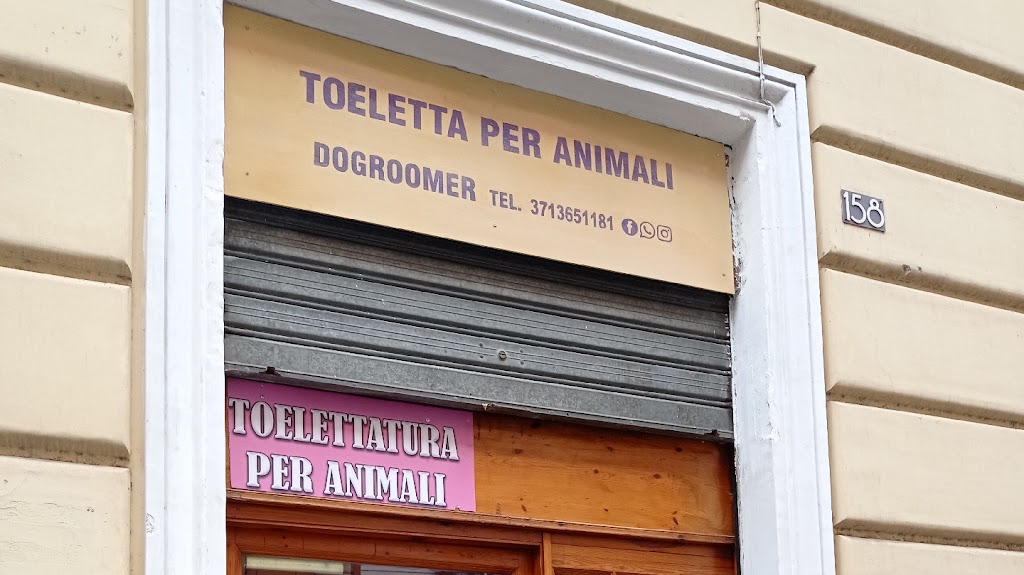 TOELETTA PER ANIMALI
DOGROOMER TEL. 3713651181
158
TOELETTATURA
PER ANIMALI